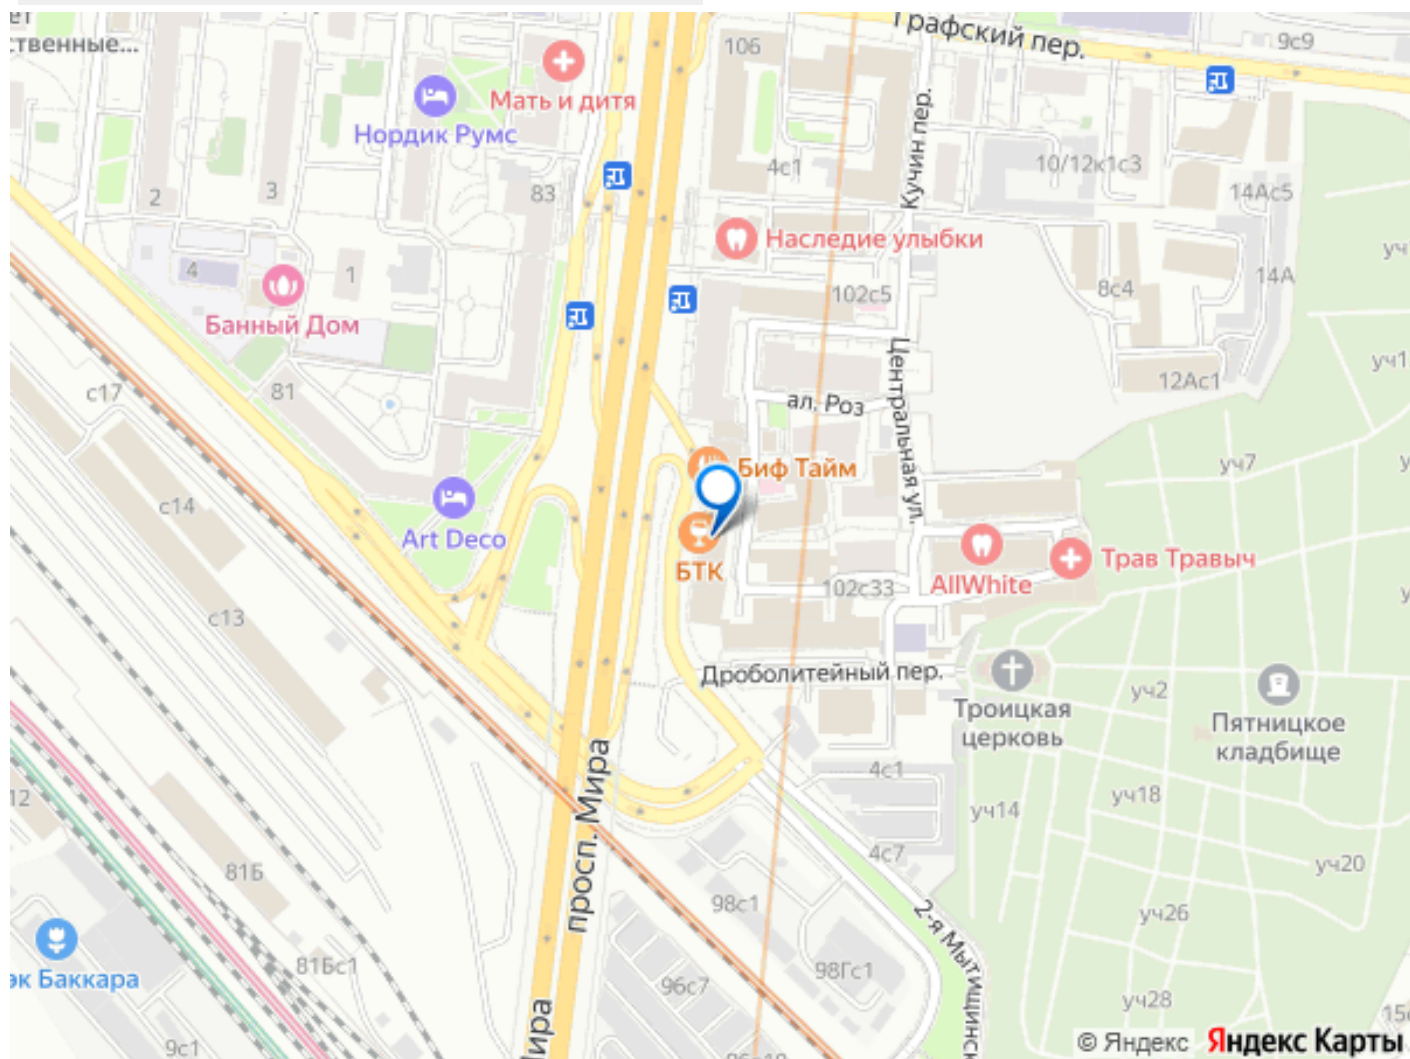 ет
ственные...
106
Графский пер.
9с9
Мать и дитя
Нордик Румс
Кучин пер.
4с1
10/12к1с3
2
3
83
14Ас5
Наследие улыбки
уч
4
1
14А
102с5
8с4
Банный Дом
Центральная ул.
уч1
12Ас1
81
с17
ал. Роз
Биф Тайм
уч7
с14
Art Deco
БТК
AllWhite
Трав Травыч
102с33
с13
Дроболитейный пер.
Троицкая
церковь
уч2
Пятницкое
кладбище
просп. Мира
4с1
12
уч14
уч18
4с7
уч20
81Б
98с1
2-я Мытищинск
уч26
эк Баккара
81Бс1
98Гс1
96с7
уч28
Мира
9с1
© Яндекс Яндекс Карты